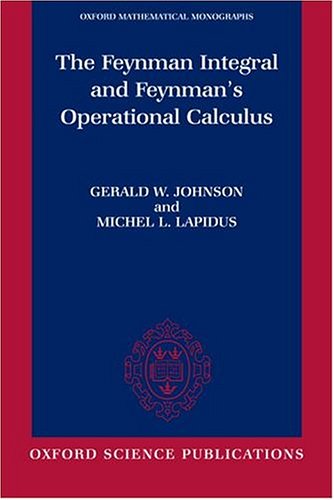 OXFORD MATHEMATICAL MONOGRAPHS
The Feynman Integral
and Feynman's
Operational Calculus
GERALD W. JOHNSON
and
MICHEL L. LAPIDUS
OXFORD SCIENCE PUBLICATIONS